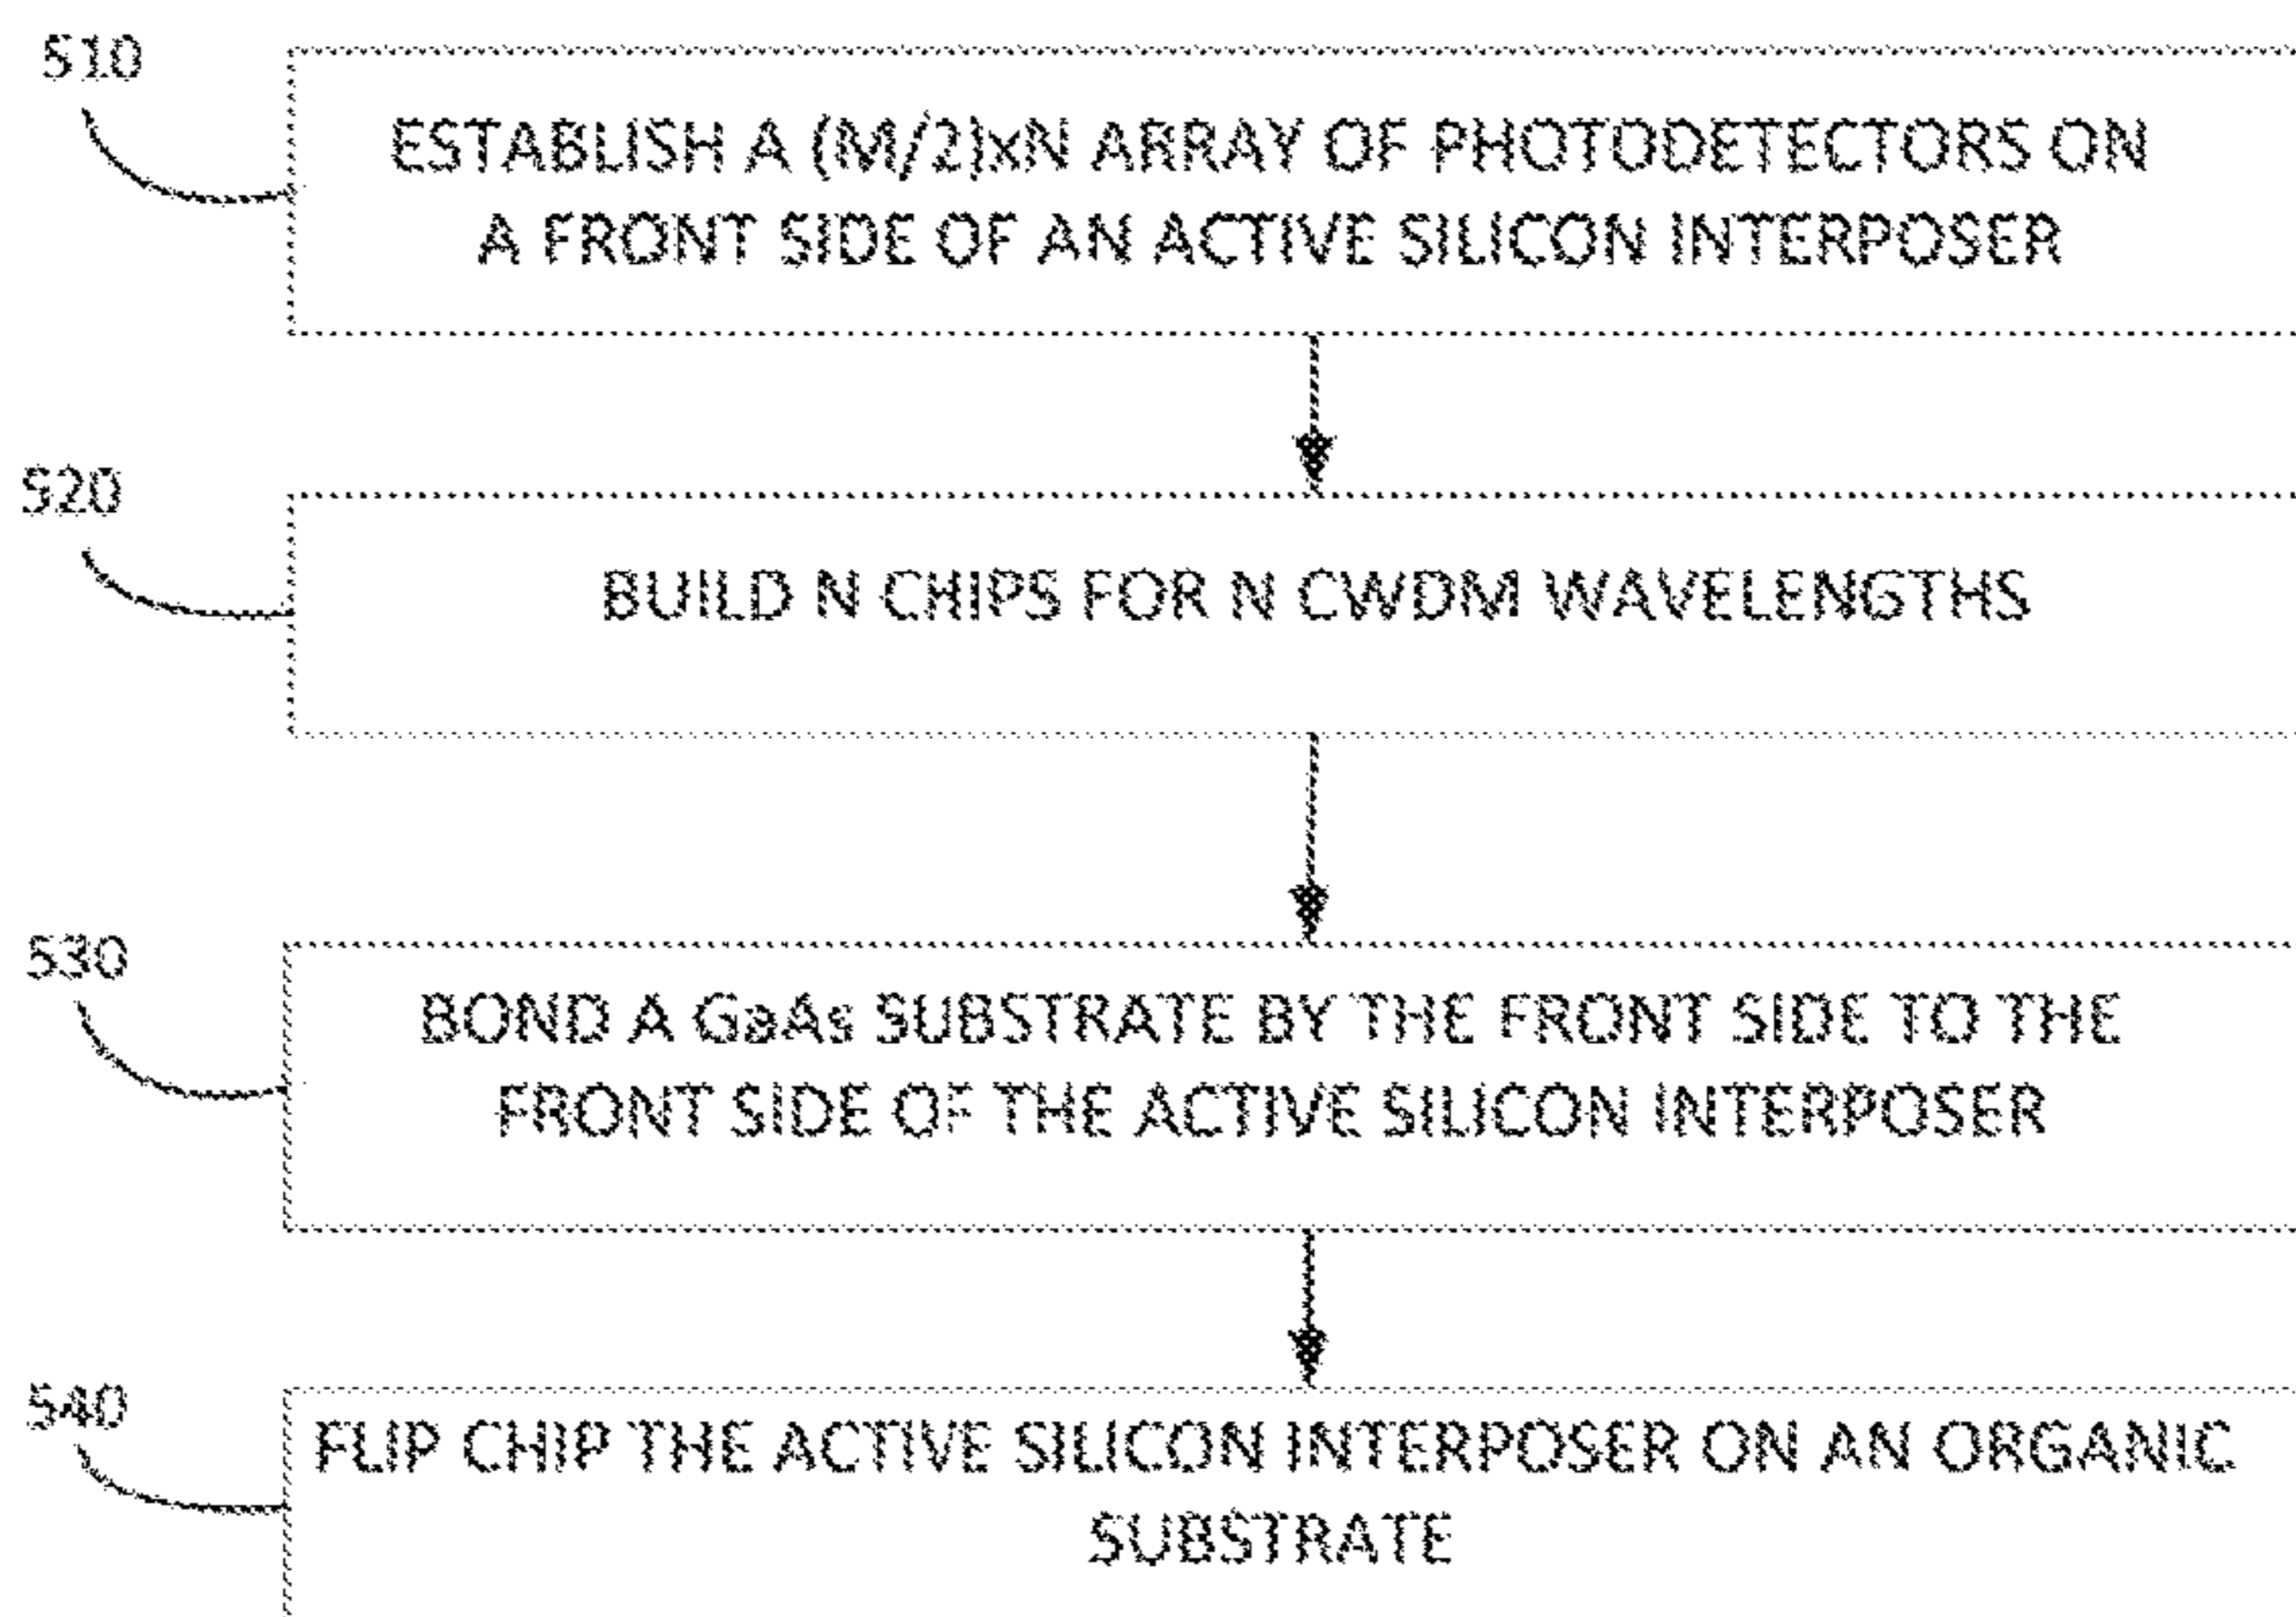 510
ESTABLISH A (M/2)xN ARRAY OF PHOTODETECTORS ON
A FRONT SIDE OF AN ACTIVE SILICON INTERPOSER
520
BUILD N CHIPS FOR N CWDM WAVELENGTHS
530
BOND A GaAs SUBSTRATE BY THE FRONT SIDE TO THE
FRONT SIDE OF THE ACTIVE SILICON INTERPOSER
540
FLIP CHIP THE ACTIVE SILICON INTERPOSER ON AN ORGANIC
SUBSTRATE